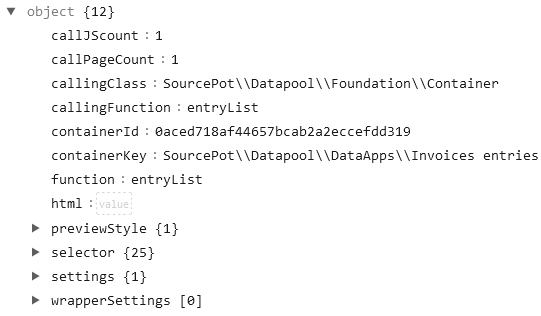 object {12}
callJScount : 1
callPageCount : 1
callingClass : SourcePot\\Datapool\\Foundation\\Container
callingFunction : entryList
containerId : 0aced718af44657bcab2a2eccefdd319
containerKey : SourcePot\\Datapool\\DataApps\\Invoices entries
function : entryList
html : value
previewStyle {1}
selector {25}
settings {1}
wrapperSettings [0]